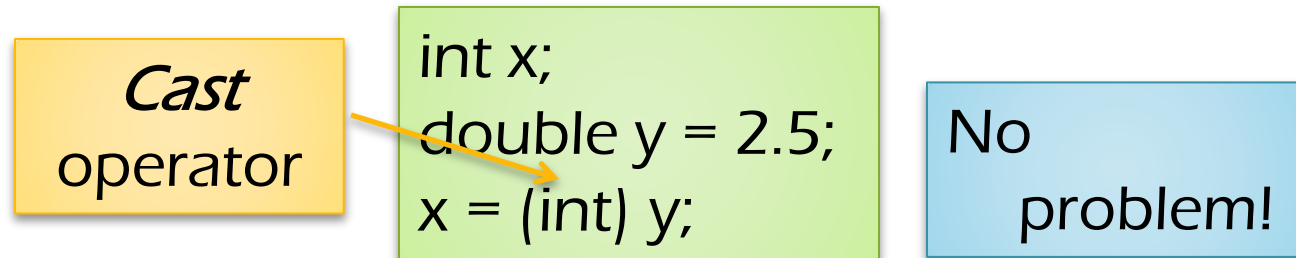 Cast
operator
int x;
double y = 2.5;
x = (int) y;
No
problem!